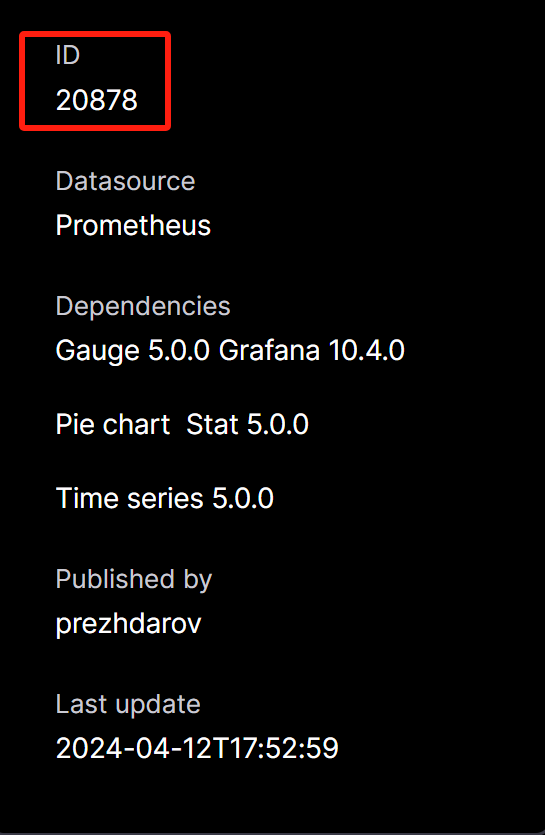 ID
20878
Datasource
Prometheus
Dependencies
Gauge 5.0.0 Grafana 10.4.0
Pie chart  Stat 5.0.0
Time series 5.0.0
Published by
prezhdarov
Last update
2024-04-12T17:52:59